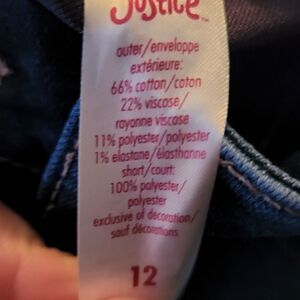 Justice™
outer/enveloppe
extérieure:
66% cotton/coton
22% viscose/
rayonne viscose
11% polyester/polyester
1% elastane/élasthanne
short/court:
100% polyester/
polyester
exclusive of decoration/
sauf décorations
12